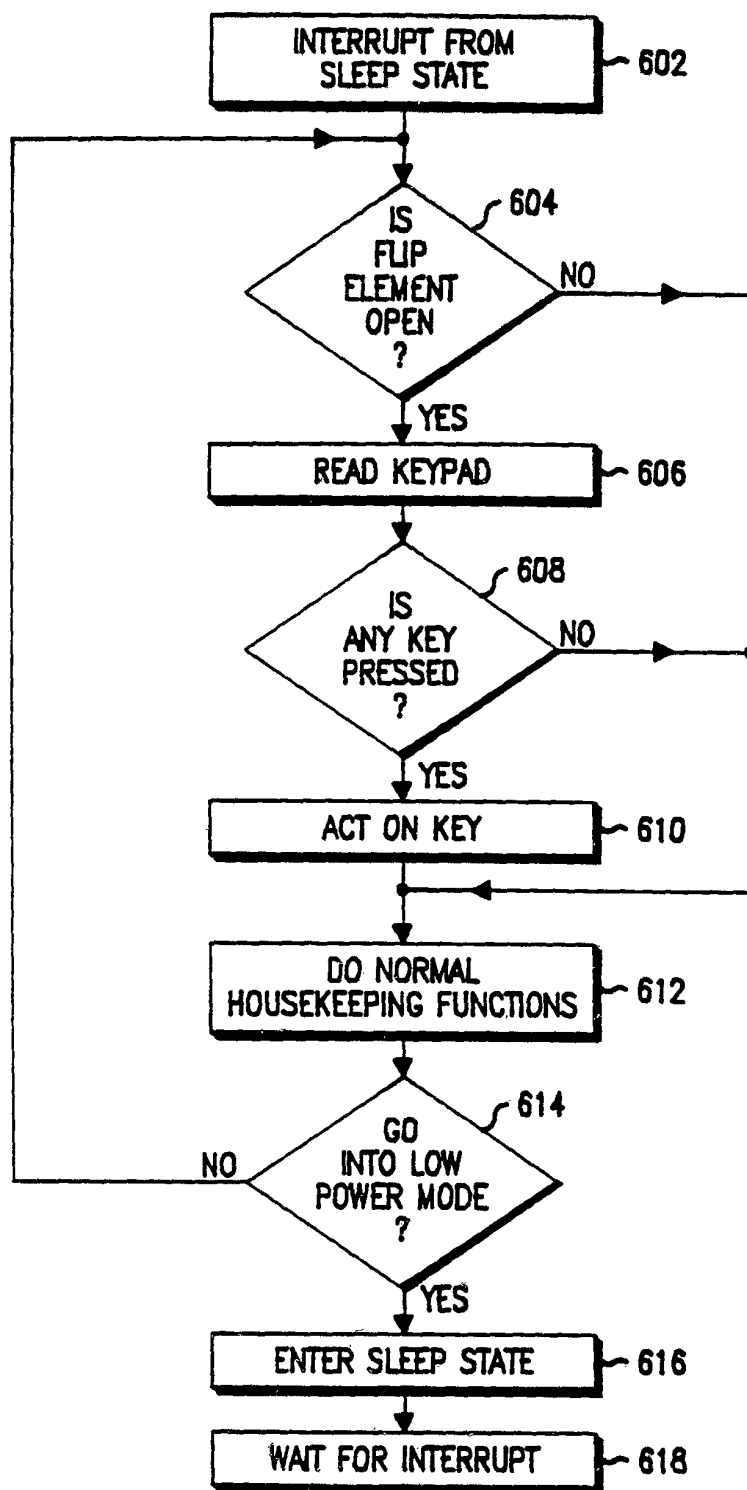 INTERRUPT FROM
SLEEP STATE
602
IS
FLIP
ELEMENT
OPEN
?
604
NO
YES
READ KEYPAD
606
IS
ANY KEY
PRESSED
?
608
NO
YES
ACT ON KEY
610
DO NORMAL
HOUSEKEEPING FUNCTIONS
612
GO
INTO LOW
POWER MODE
?
614
NO
YES
ENTER SLEEP STATE
616
WAIT FOR INTERRUPT
618